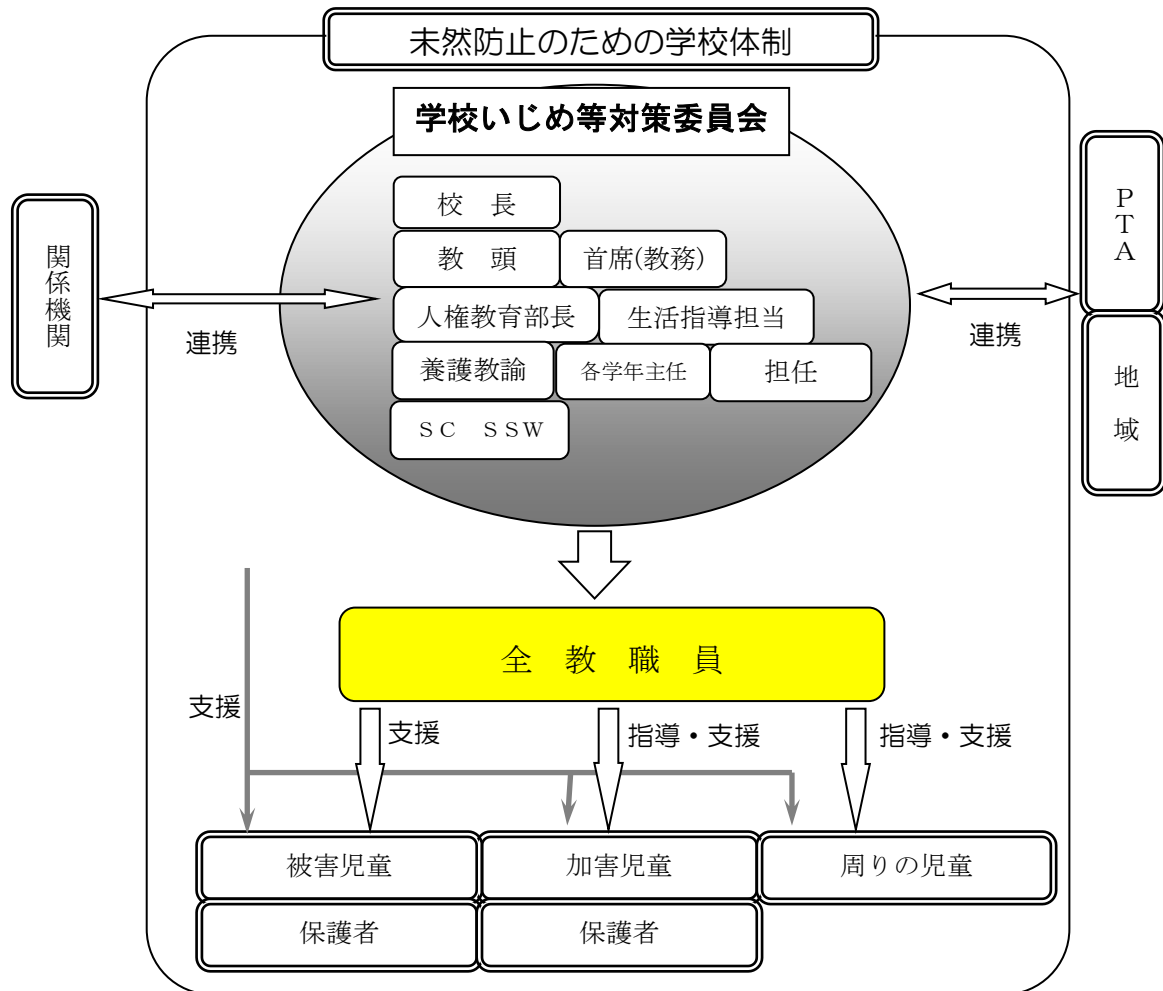 未然防止のための学校体制
学校いじめ等対策委員会
校　長
教　頭
首席(教務)
人権教育部長
生活指導担当
養護教諭
各学年主任
担任
ＳＣ　ＳＳＷ
関係機関
連携
連携
ＰＴＡ
地　域
全　教　職　員
支援
支援
指導・支援
指導・支援
被害児童
加害児童
周りの児童
保護者
保護者